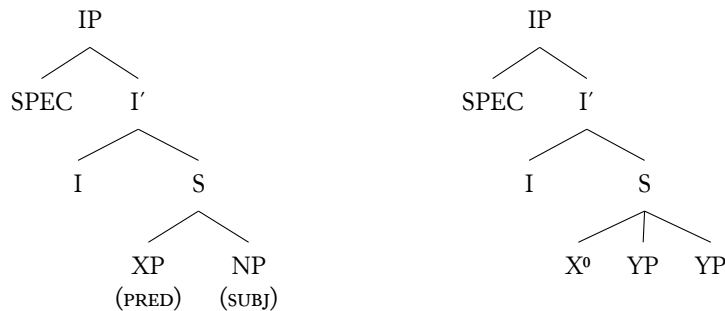 IP IP
SPEC I′ SPEC I′
I S I S
XP NP X⁰ YP YP
(PRED) (SUBJ)